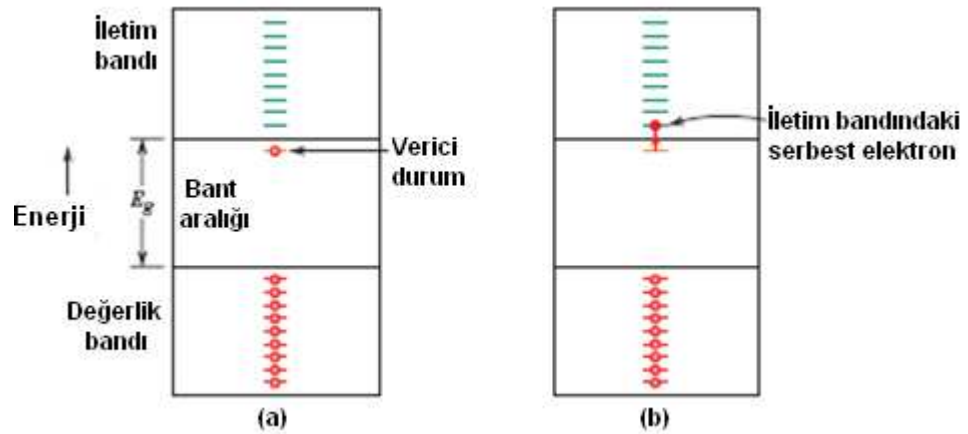 İletim
bandı
Enerji
E_g
Bant
aralığı
Verici
durum
Değerlik
bandı
(a)
İletim bandındaki
serbest elektron
(b)